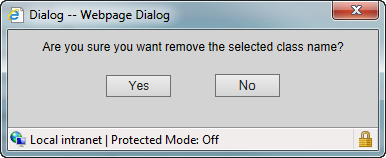 Dialog -- Webpage Dialog
Are you sure you want remove the selected class name?
Yes No
Local intranet | Protected Mode: Off